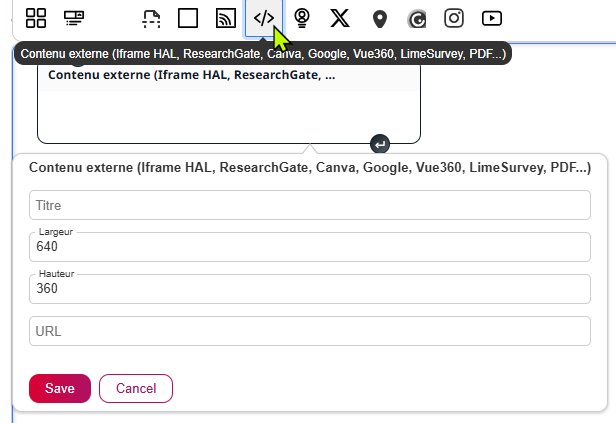 Contenu externe (Iframe HAL, ResearchGate, Canva, Google, Vue360, LimeSurvey, PDF...)
Contenu externe (Iframe HAL, ResearchGate, ...
Contenu externe (Iframe HAL, ResearchGate, Canva, Google, Vue360, LimeSurvey, PDF...)
Titre
Largeur
640
Hauteur
360
URL
Save Cancel